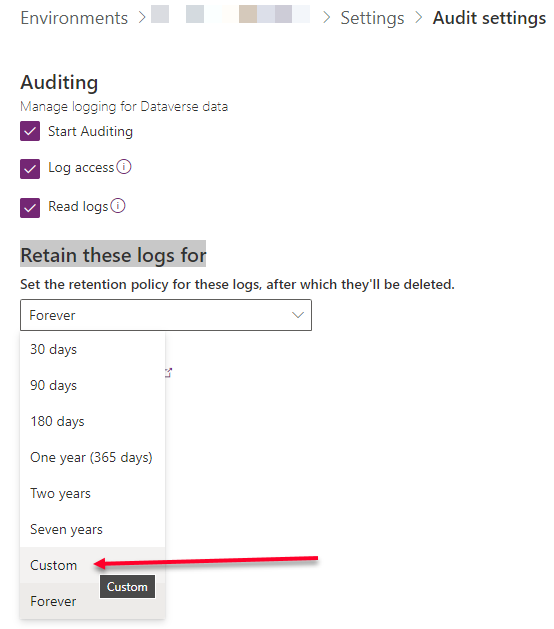 Environments > > Settings > Audit settings
Auditing
Manage logging for Dataverse data
Start Auditing
Log access
Read logs
Retain these logs for
Set the retention policy for these logs, after which they'll be deleted.
Forever
30 days
90 days
180 days
One year (365 days)
Two years
Seven years
Custom
Custom
Forever